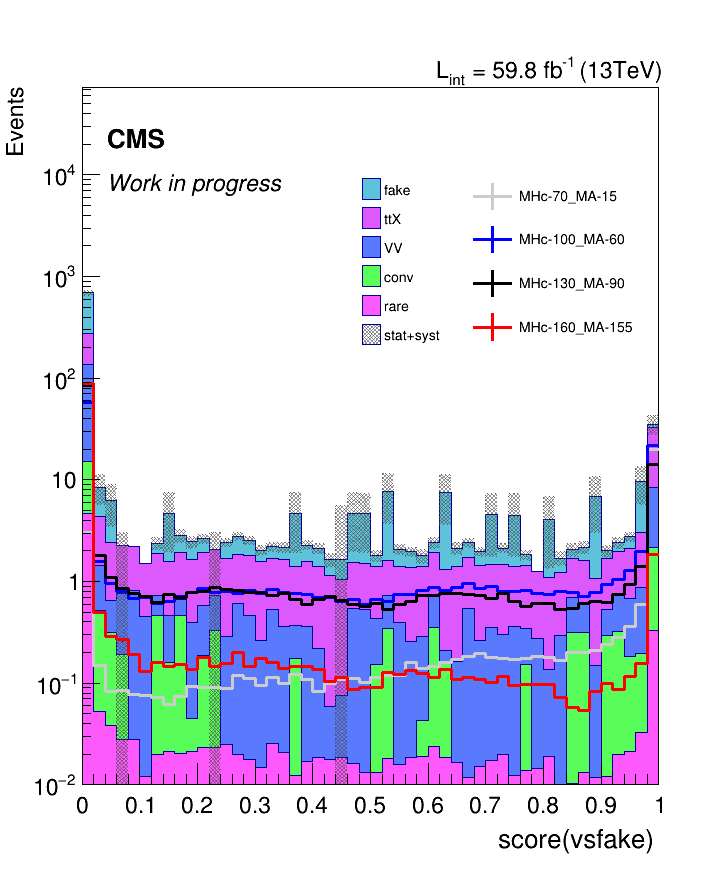 L_int = 59.8 fb^-1 (13TeV)
Events
CMS
Work in progress
fake
ttX
VV
conv
rare
stat+syst
MHc-70_MA-15
MHc-100_MA-60
MHc-130_MA-90
MHc-160_MA-155
10^4
10^3
10^2
10
1
10^−1
10^−2
0 0.1 0.2 0.3 0.4 0.5 0.6 0.7 0.8 0.9 1
score(vsfake)